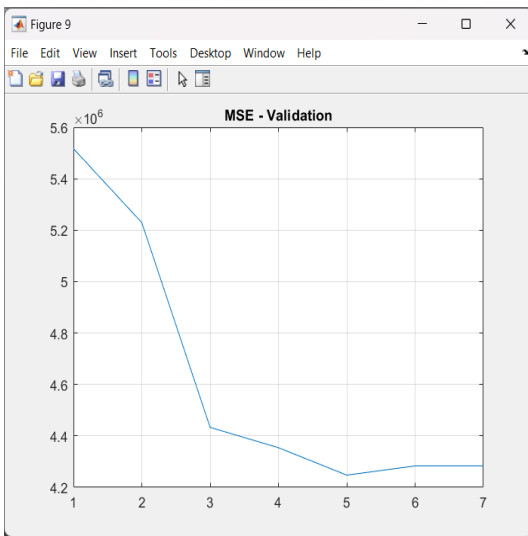 Figure 9
File Edit View Insert Tools Desktop Window Help
×10⁶
MSE - Validation
5.6
5.4
5.2
5
4.8
4.6
4.4
4.2
1 2 3 4 5 6 7